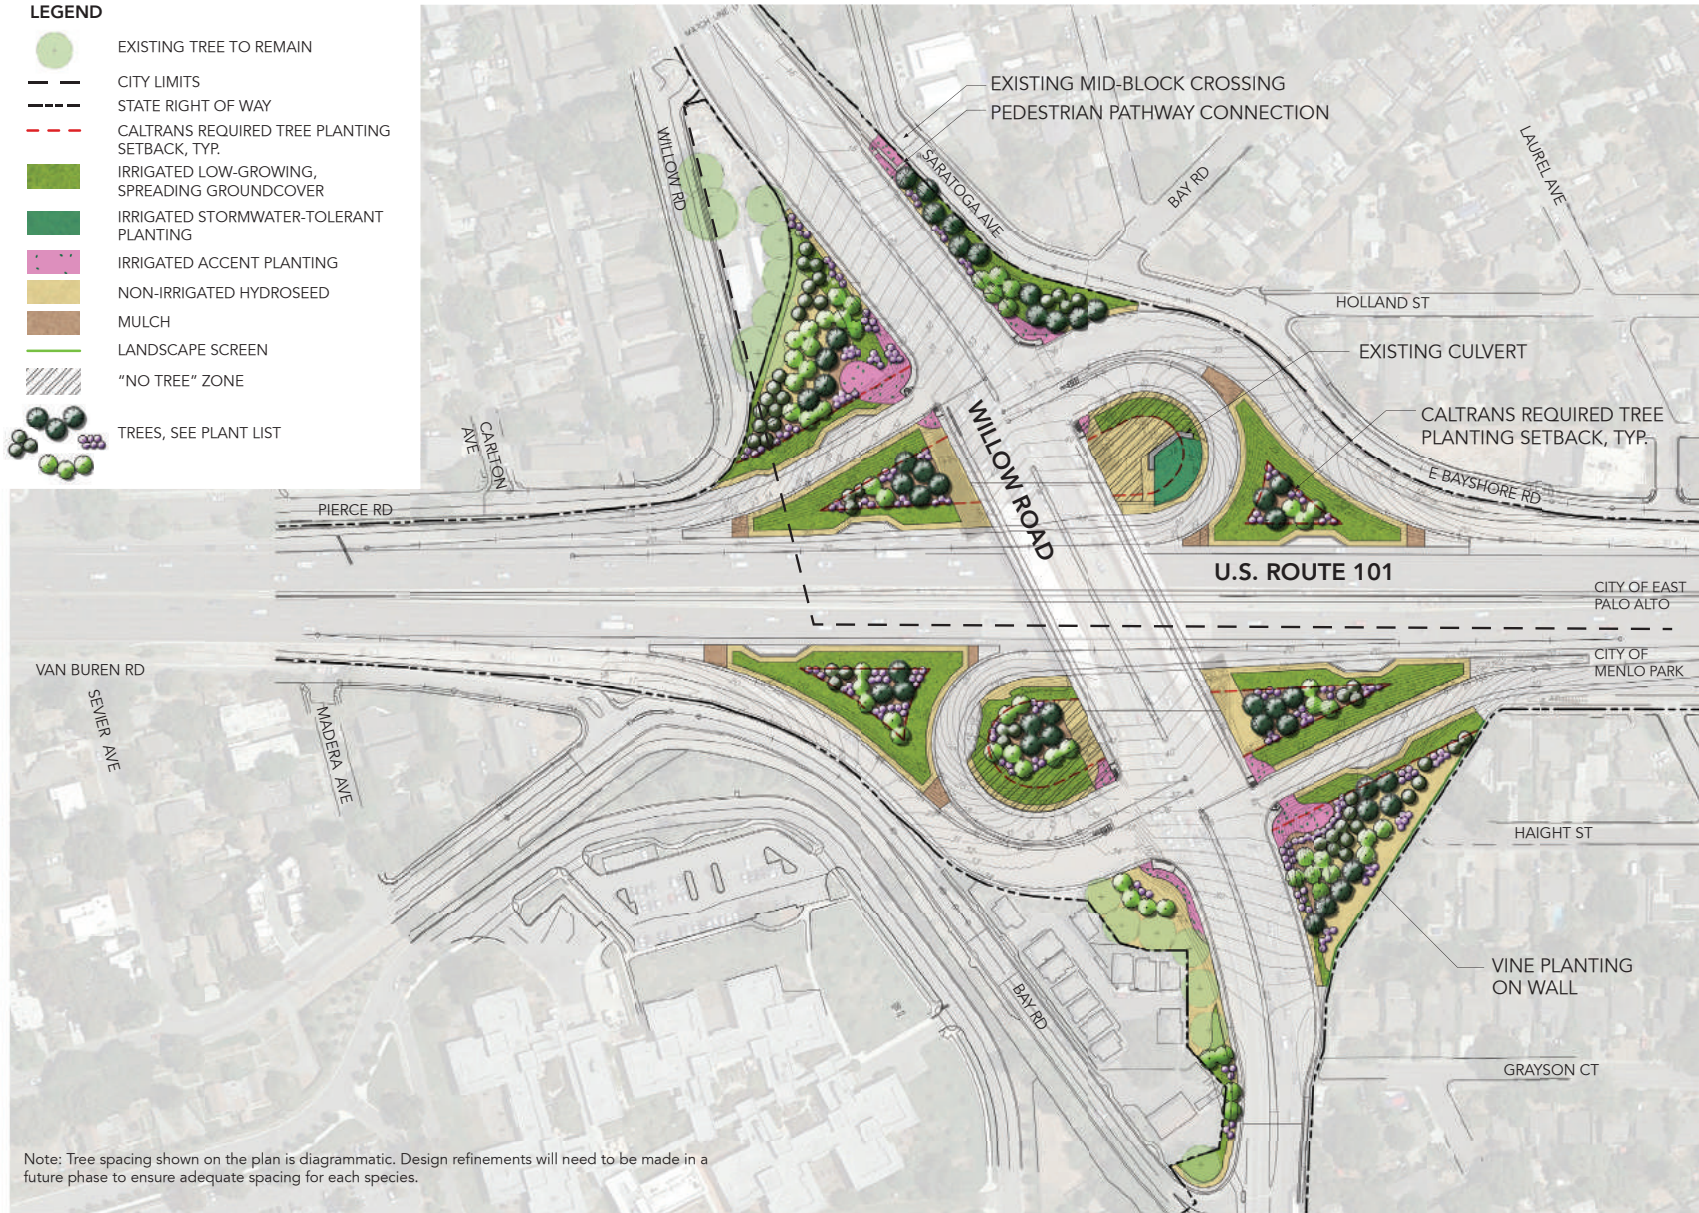 LEGEND
EXISTING TREE TO REMAIN
CITY LIMITS
STATE RIGHT OF WAY
CALTRANS REQUIRED TREE PLANTING
SETBACK, TYP.
IRRIGATED LOW-GROWING,
SPREADING GROUNDCOVER
IRRIGATED STORMWATER-TOLERANT
PLANTING
IRRIGATED ACCENT PLANTING
NON-IRRIGATED HYDROSEED
MULCH
LANDSCAPE SCREEN
“NO TREE” ZONE
TREES, SEE PLANT LIST
EXISTING MID-BLOCK CROSSING
PEDESTRIAN PATHWAY CONNECTION
WILLOW RD
SARATOGA AVE
BAY RD
LAUREL AVE
HOLLAND ST
EXISTING CULVERT
CALTRANS REQUIRED TREE
PLANTING SETBACK, TYP.
CARLTON
AVE
WILLOW ROAD
E BAYSHORE RD
PIERCE RD
U.S. ROUTE 101
CITY OF EAST
PALO ALTO
CITY OF
MENLO PARK
VAN BUREN RD
SEVIER AVE
MADERA AVE
HAIGHT ST
VINE PLANTING
ON WALL
BAY RD
GRAYSON CT
Note: Tree spacing shown on the plan is diagrammatic. Design refinements will need to be made in a
future phase to ensure adequate spacing for each species.